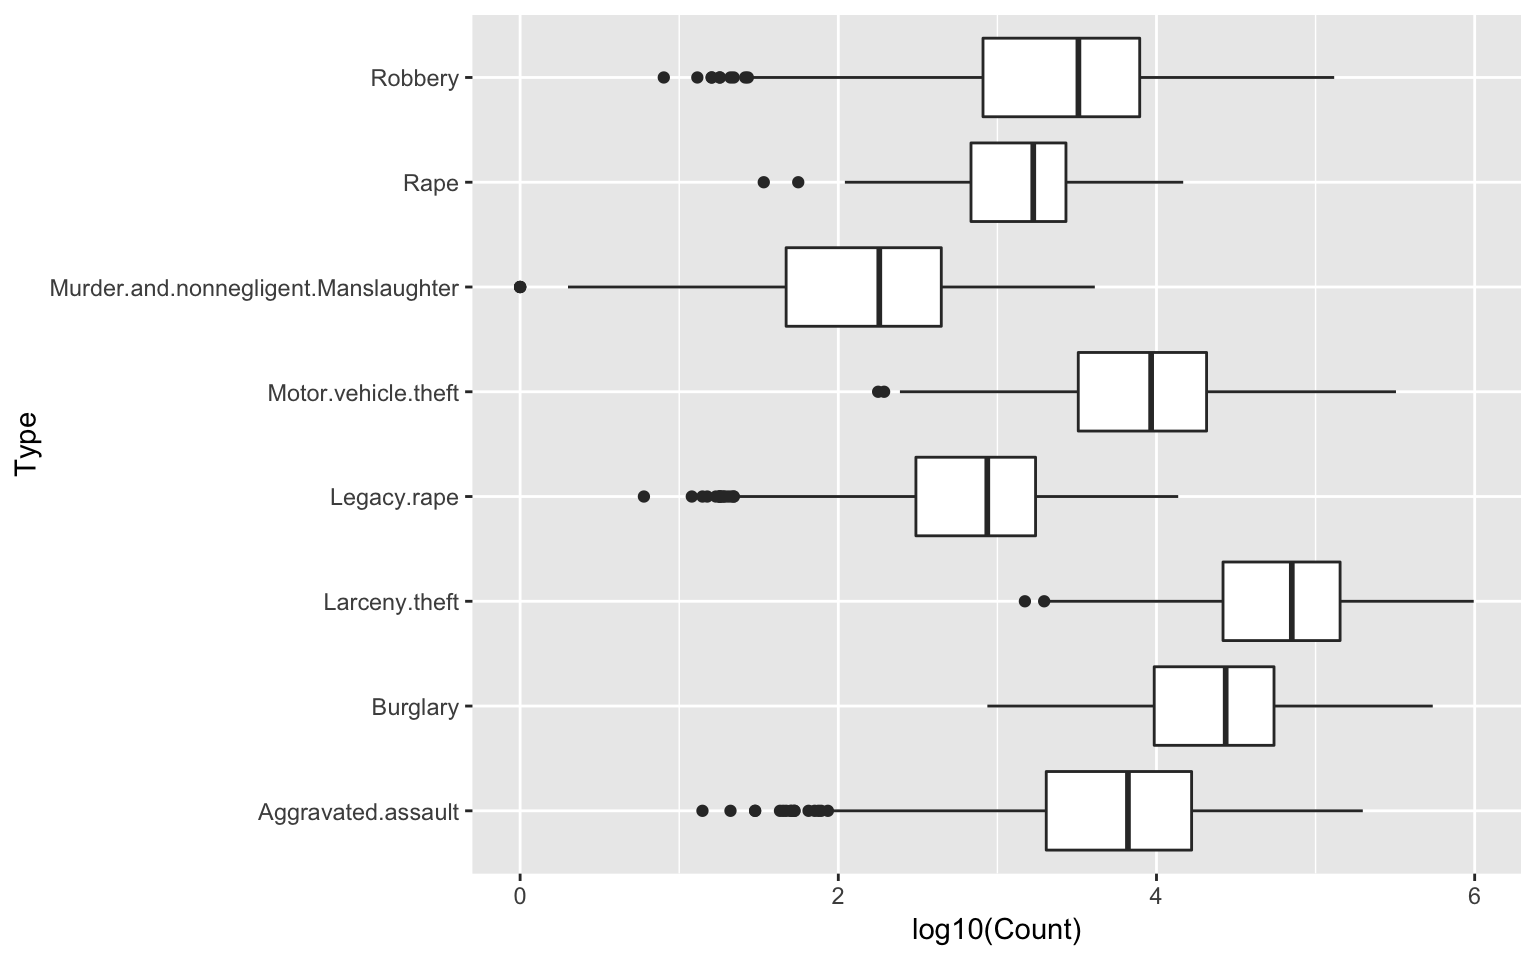 Robbery
Rape
Murder.and.nonnegligent.Manslaughter
Motor.vehicle.theft
Legacy.rape
Larceny.theft
Burglary
Aggravated.assault
Type
0 2 4 6
log10(Count)